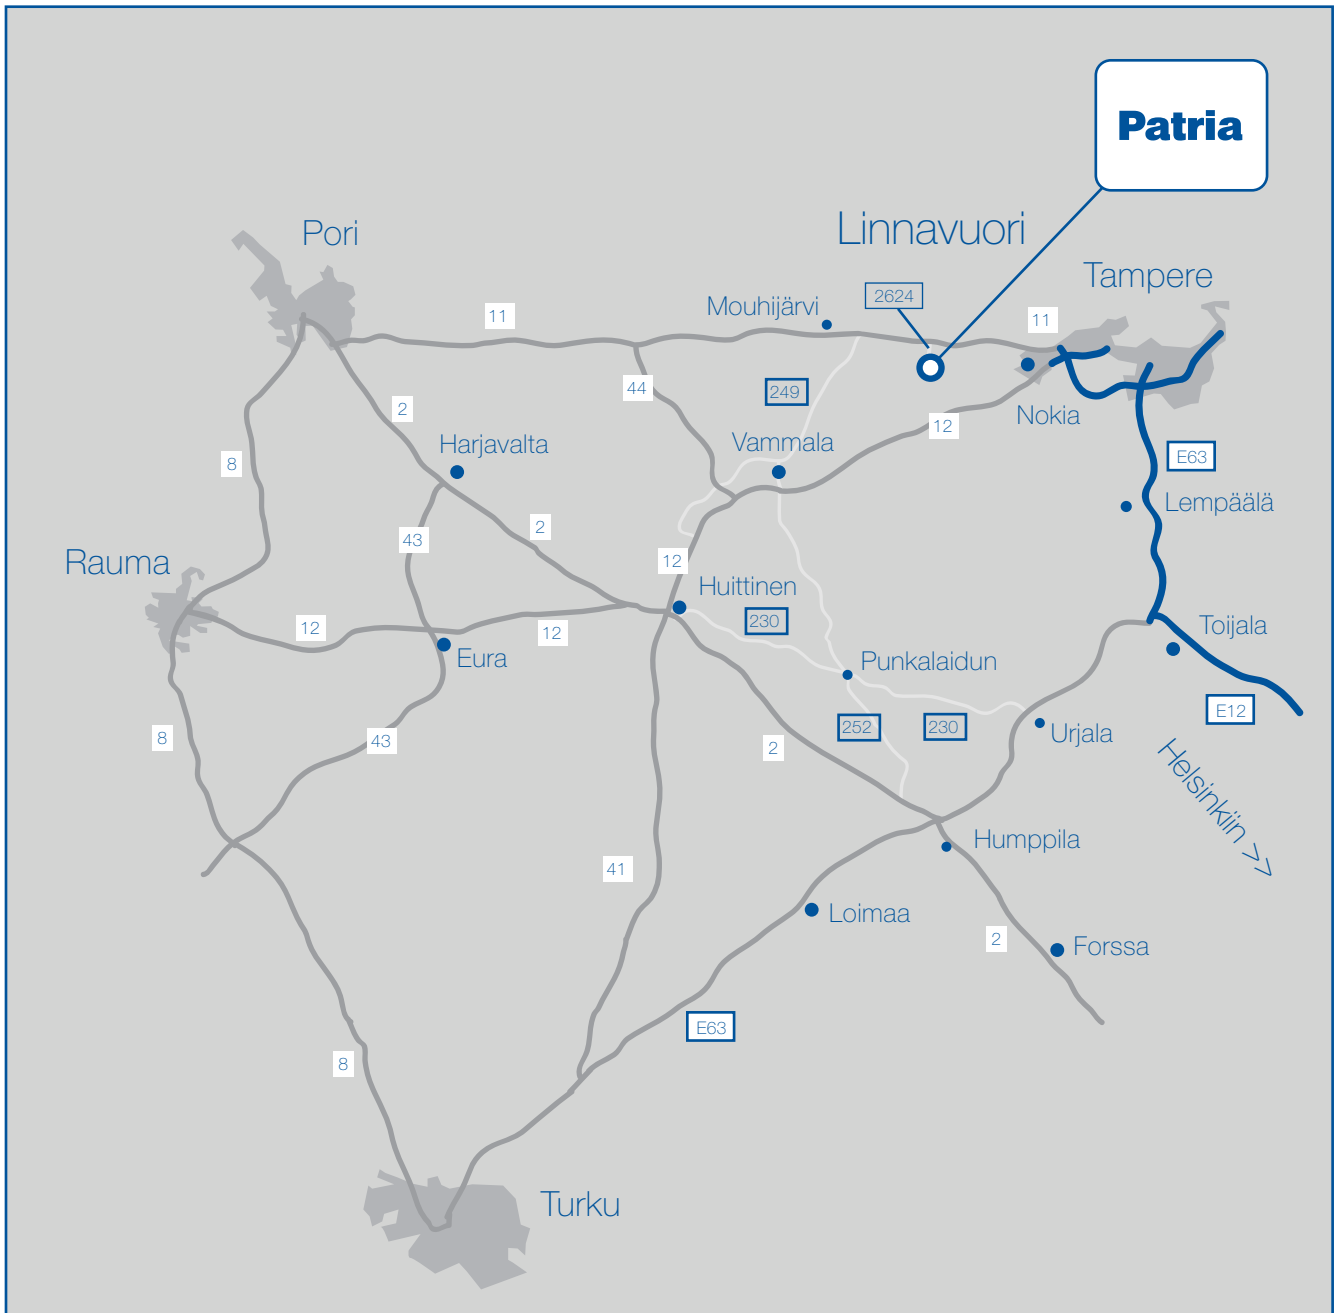 Patria
Linnavuori
Pori
Tampere
2624
Mouhijärvi
11
11
44
249
2
Nokia
12
Harjavalta
Vammala
8
E63
Lempäälä
2
43
Rauma
12
Huittinen
230
12
12
Toijala
Eura
Punkalaidun
E12
252
230
Urjala
8
43
2
Helsinkiin >>
Humppila
41
Loimaa
2
Forssa
E63
8
Turku